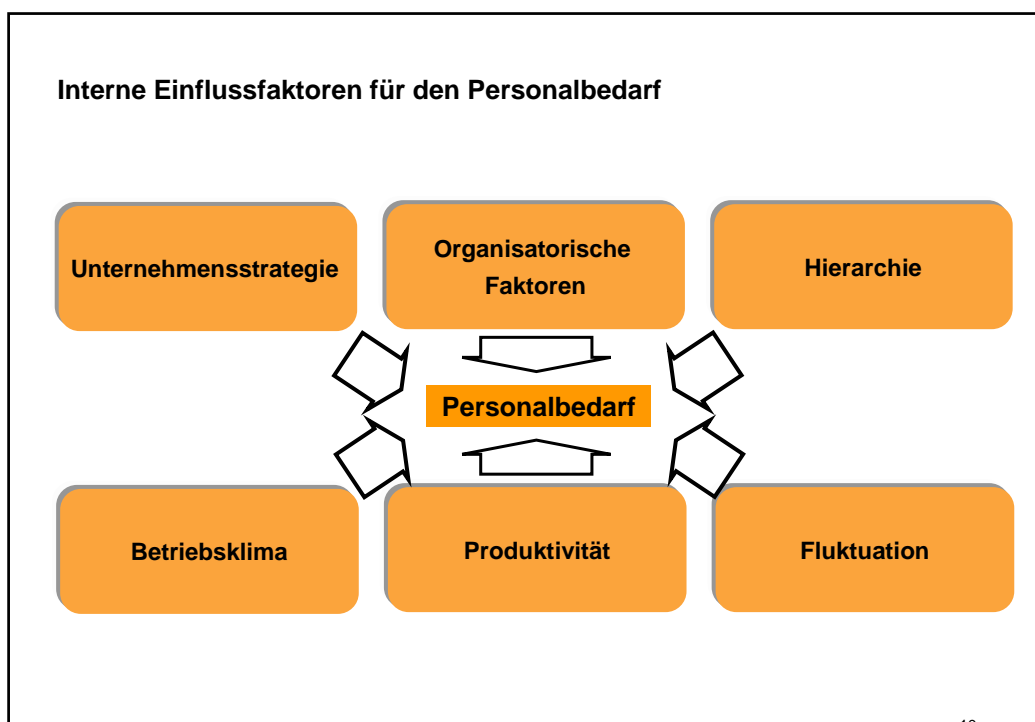 Interne Einflussfaktoren für den Personalbedarf
Unternehmensstrategie
Organisatorische
Faktoren
Hierarchie
Personalbedarf
Betriebsklima
Produktivität
Fluktuation